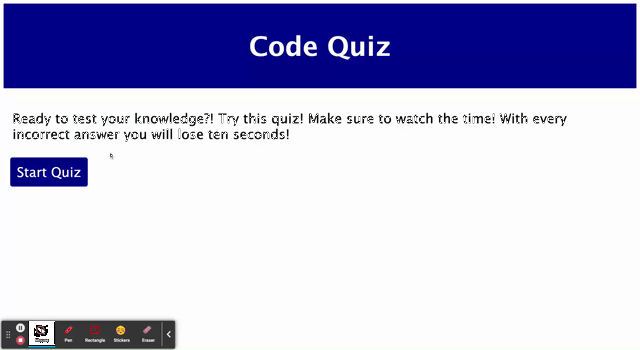 Code Quiz
Ready to test your knowledge?! Try this quiz! Make sure to watch the time! With every
incorrect answer you will lose ten seconds!
Start Quiz
Pen
Rectangle
Stickers
Eraser